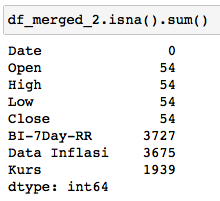 df_merged_2.isna().sum()
Date 0
Open 54
High 54
Low 54
Close 54
BI-7Day-RR 3727
Data Inflasi 3675
Kurs 1939
dtype: int64